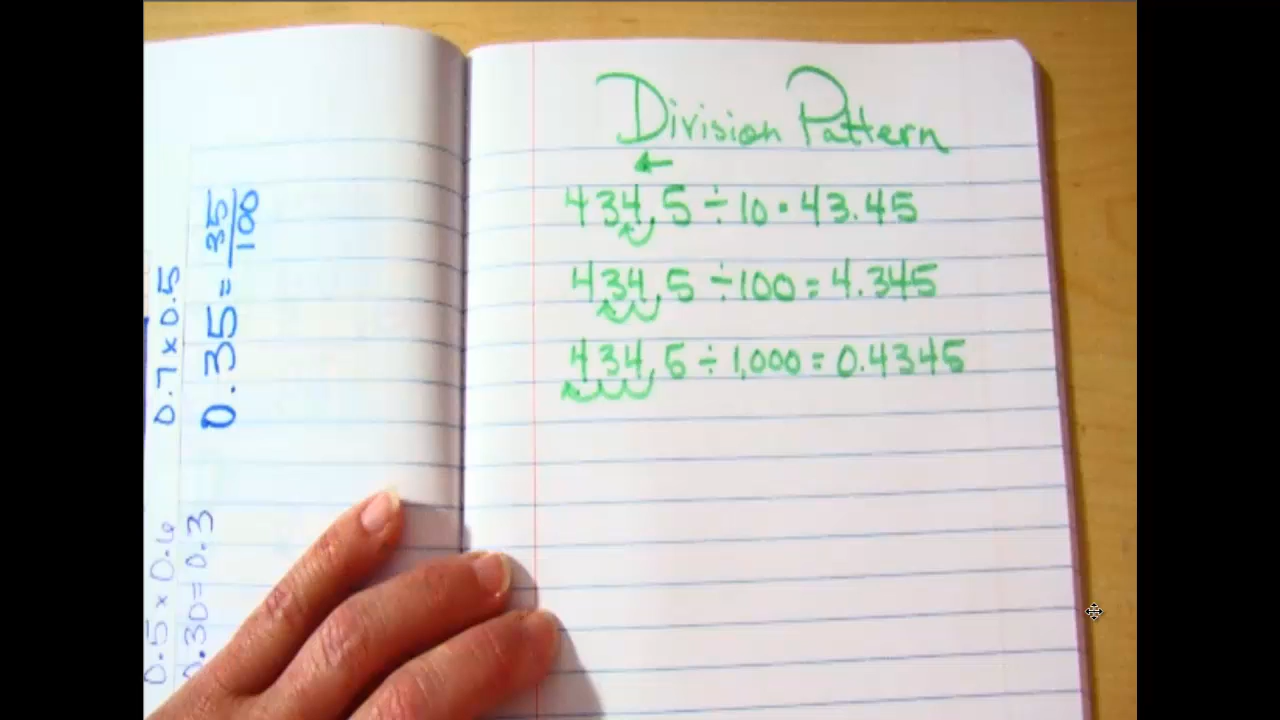 Division Pattern
434.5 ÷ 10 = 43.45
434.5 ÷ 100 = 4.345
434.5 ÷ 1,000 = 0.4345
0.7 x 0.5
0.35 = 35/100
0.5 x 0.6
0.30 = 0.3